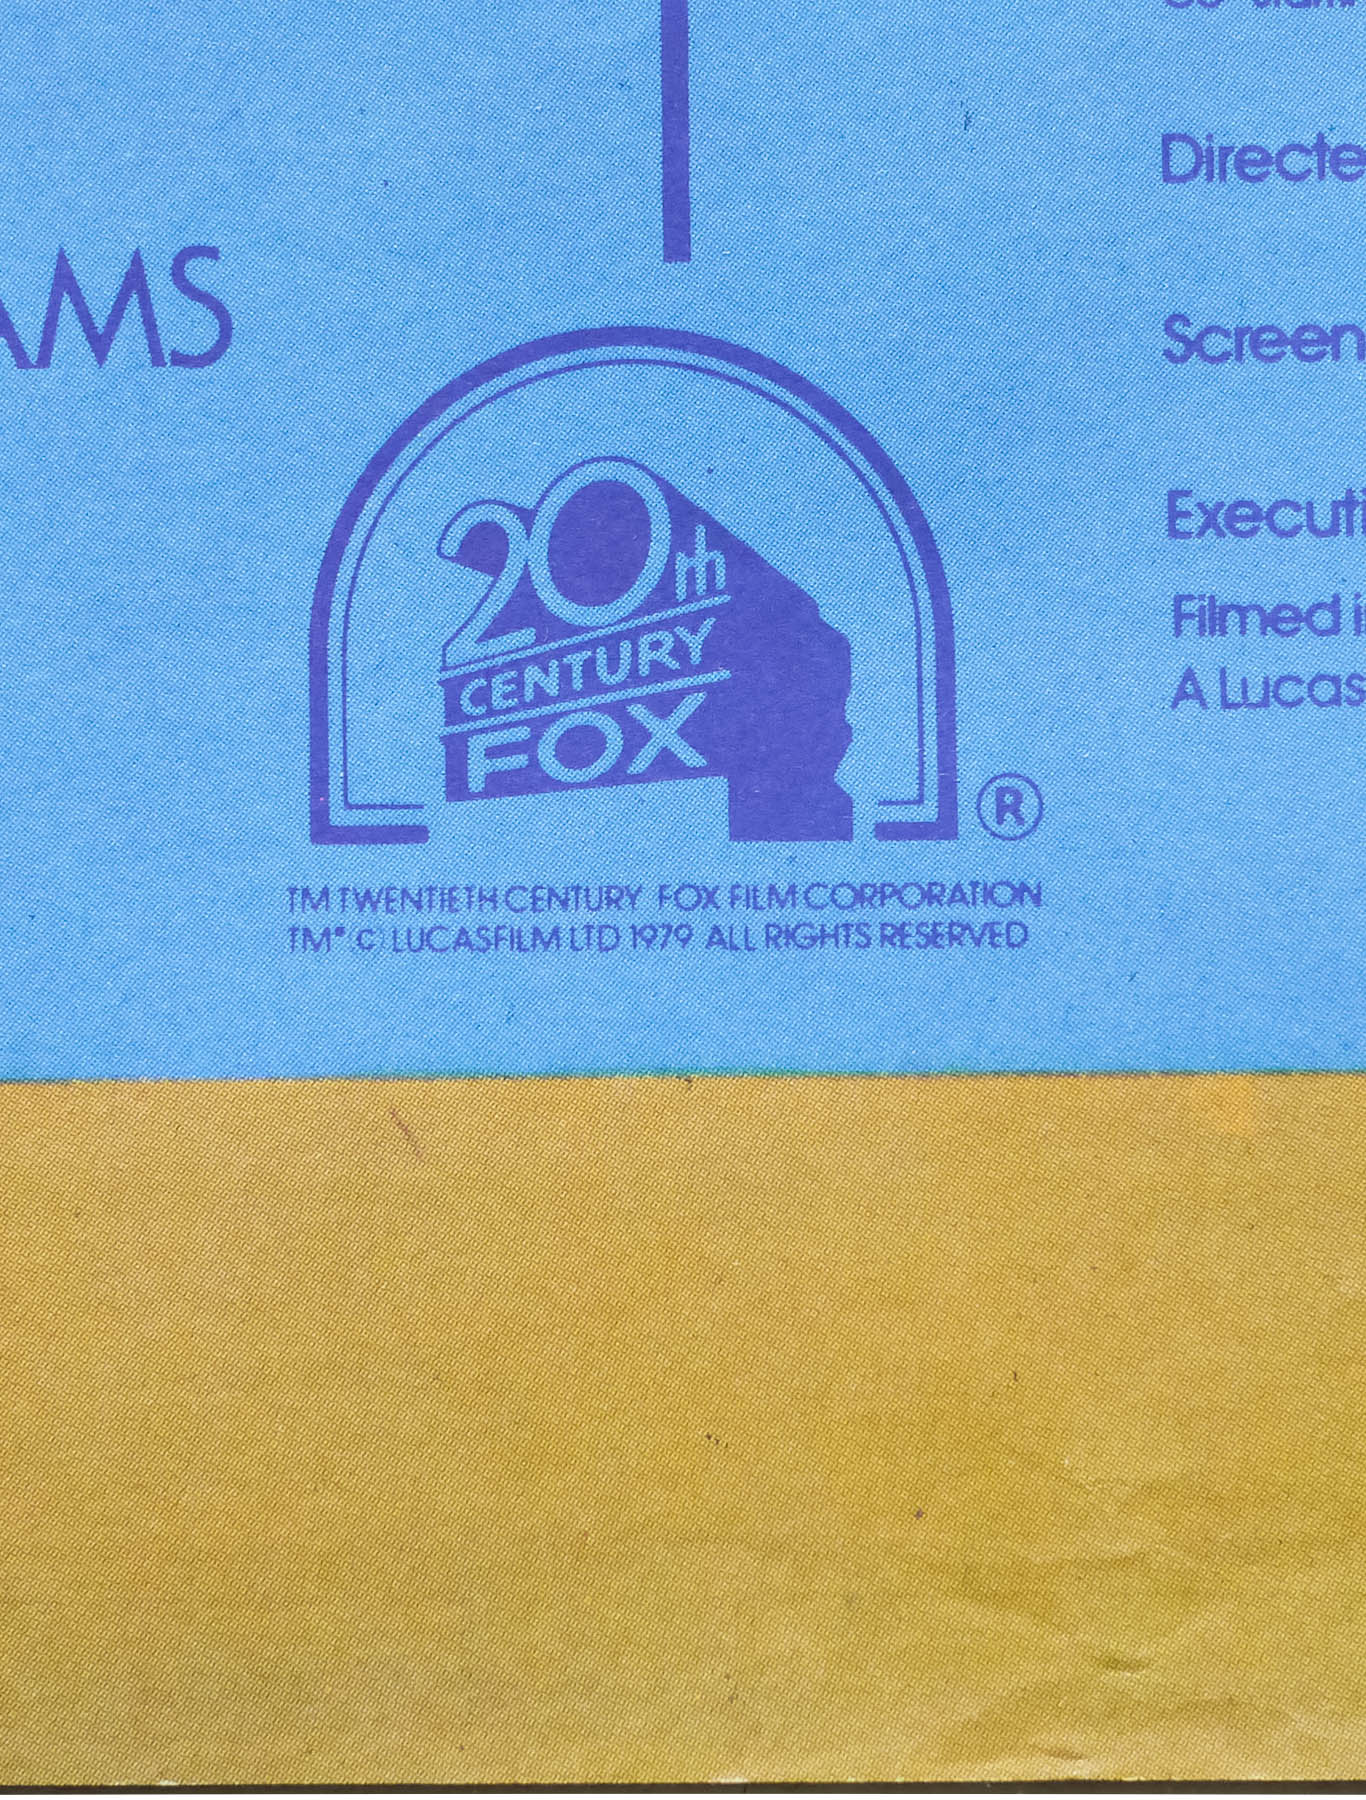 AMS
20th
CENTURY
FOX
®
TM TWENTIETH CENTURY FOX FILM CORPORATION
TM* © LUCASFILM LTD 1979 ALL RIGHTS RESERVED
Directe
Screen
Executi
Filmed i
A Lucas